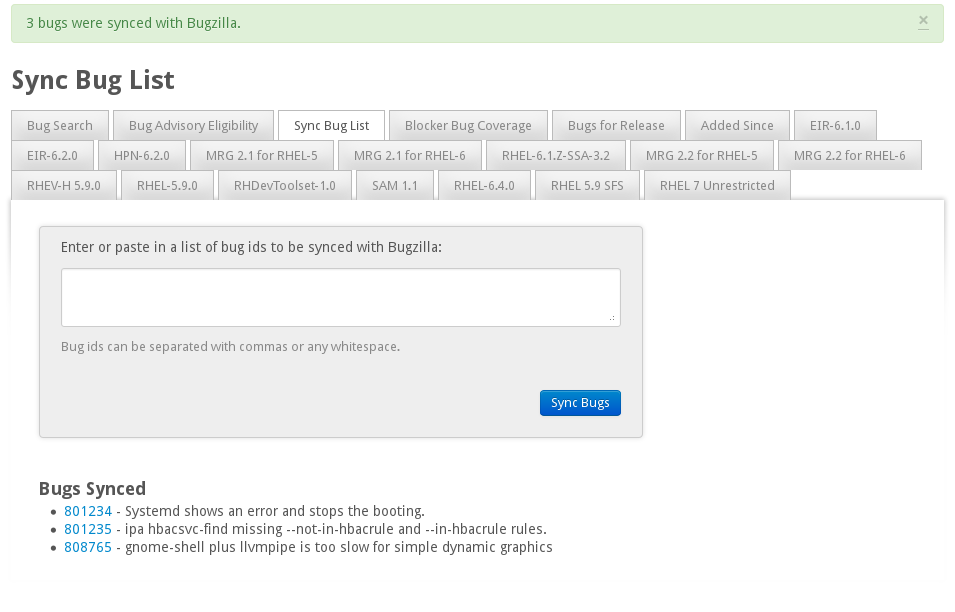 3 bugs were synced with Bugzilla. ×
Sync Bug List
Bug Search Bug Advisory Eligibility Sync Bug List Blocker Bug Coverage Bugs for Release Added Since EIR-6.1.0
EIR-6.2.0 HPN-6.2.0 MRG 2.1 for RHEL-5 MRG 2.1 for RHEL-6 RHEL-6.1.Z-SSA-3.2 MRG 2.2 for RHEL-5 MRG 2.2 for RHEL-6
RHEV-H 5.9.0 RHEL-5.9.0 RHDevToolset-1.0 SAM 1.1 RHEL-6.4.0 RHEL 5.9 SFS RHEL 7 Unrestricted
Enter or paste in a list of bug ids to be synced with Bugzilla:
Bug ids can be separated with commas or any whitespace.
Sync Bugs
Bugs Synced
• 801234 - Systemd shows an error and stops the booting.
• 801235 - ipa hbacsvc-find missing --not-in-hbacrule and --in-hbacrule rules.
• 808765 - gnome-shell plus llvmpipe is too slow for simple dynamic graphics